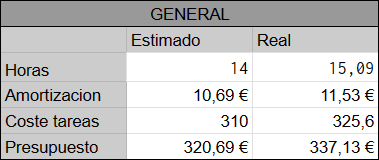 GENERAL
Estimado Real
Horas 14 15,09
Amortizacion 10,69 € 11,53 €
Coste tareas 310 325,6
Presupuesto 320,69 € 337,13 €